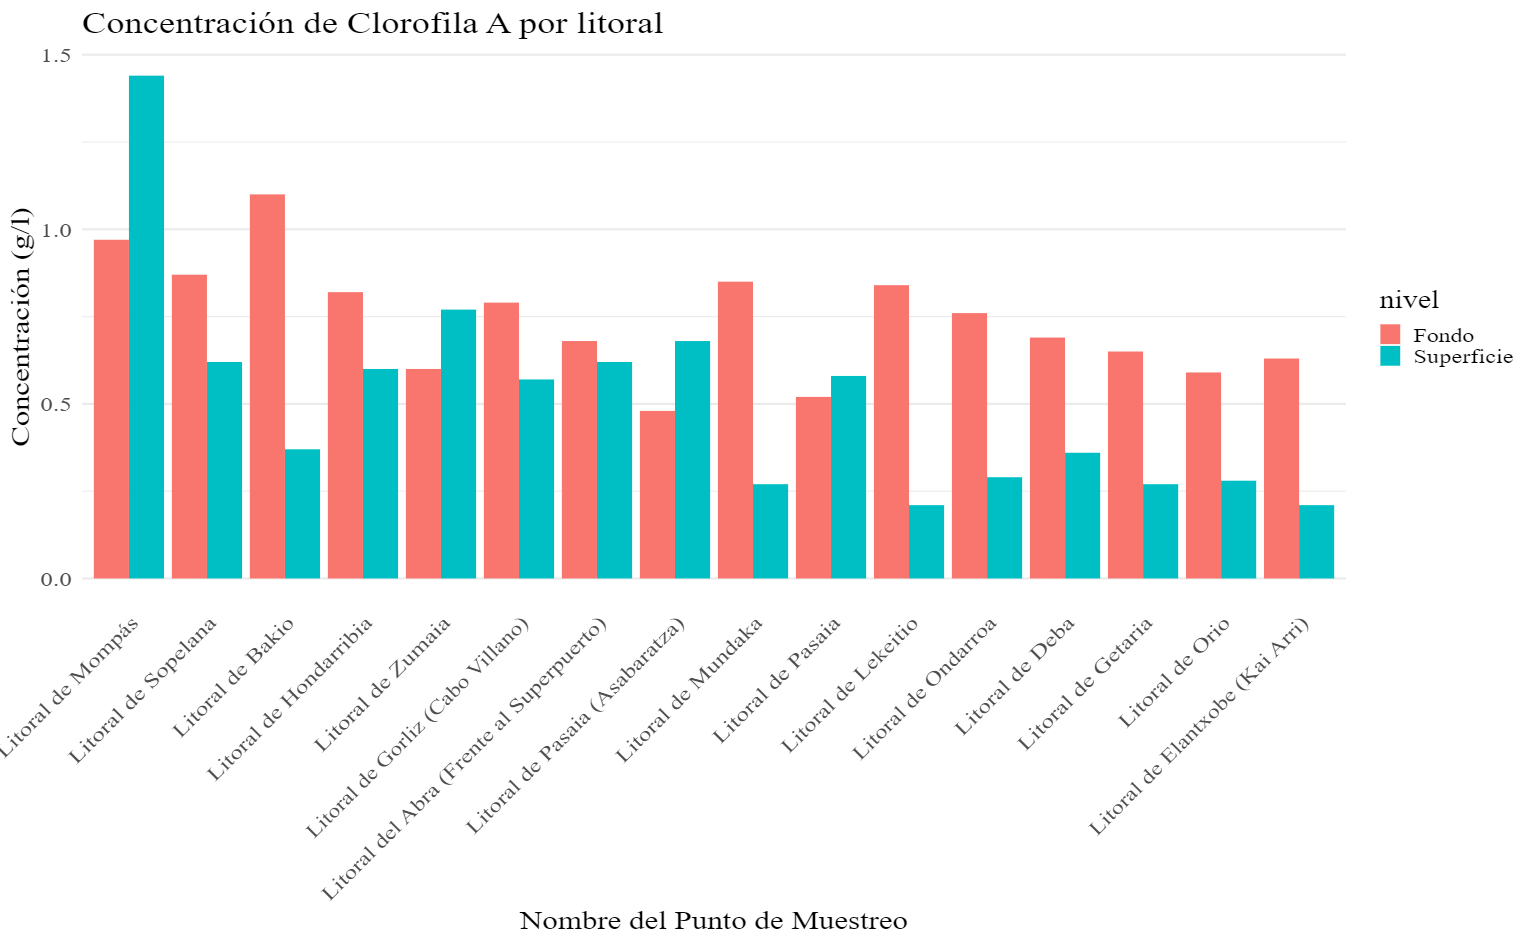 Concentración de Clorofila A por litoral
Concentración (g/l)
1.5
1.0
0.5
0.0
Litoral de Mompás
Litoral de Sopelana
Litoral de Bakio
Litoral de Hondarribia
Litoral de Zumaia
Litoral de Gorliz (Cabo Villano)
Litoral del Abra (Frente al Superpuerto)
Litoral de Pasaia (Asabaratza)
Litoral de Mundaka
Litoral de Pasaia
Litoral de Lekeitio
Litoral de Ondarroa
Litoral de Deba
Litoral de Getaria
Litoral de Orio
Litoral de Elantxobe (Kai Arri)
Nombre del Punto de Muestreo
nivel
Fondo
Superficie